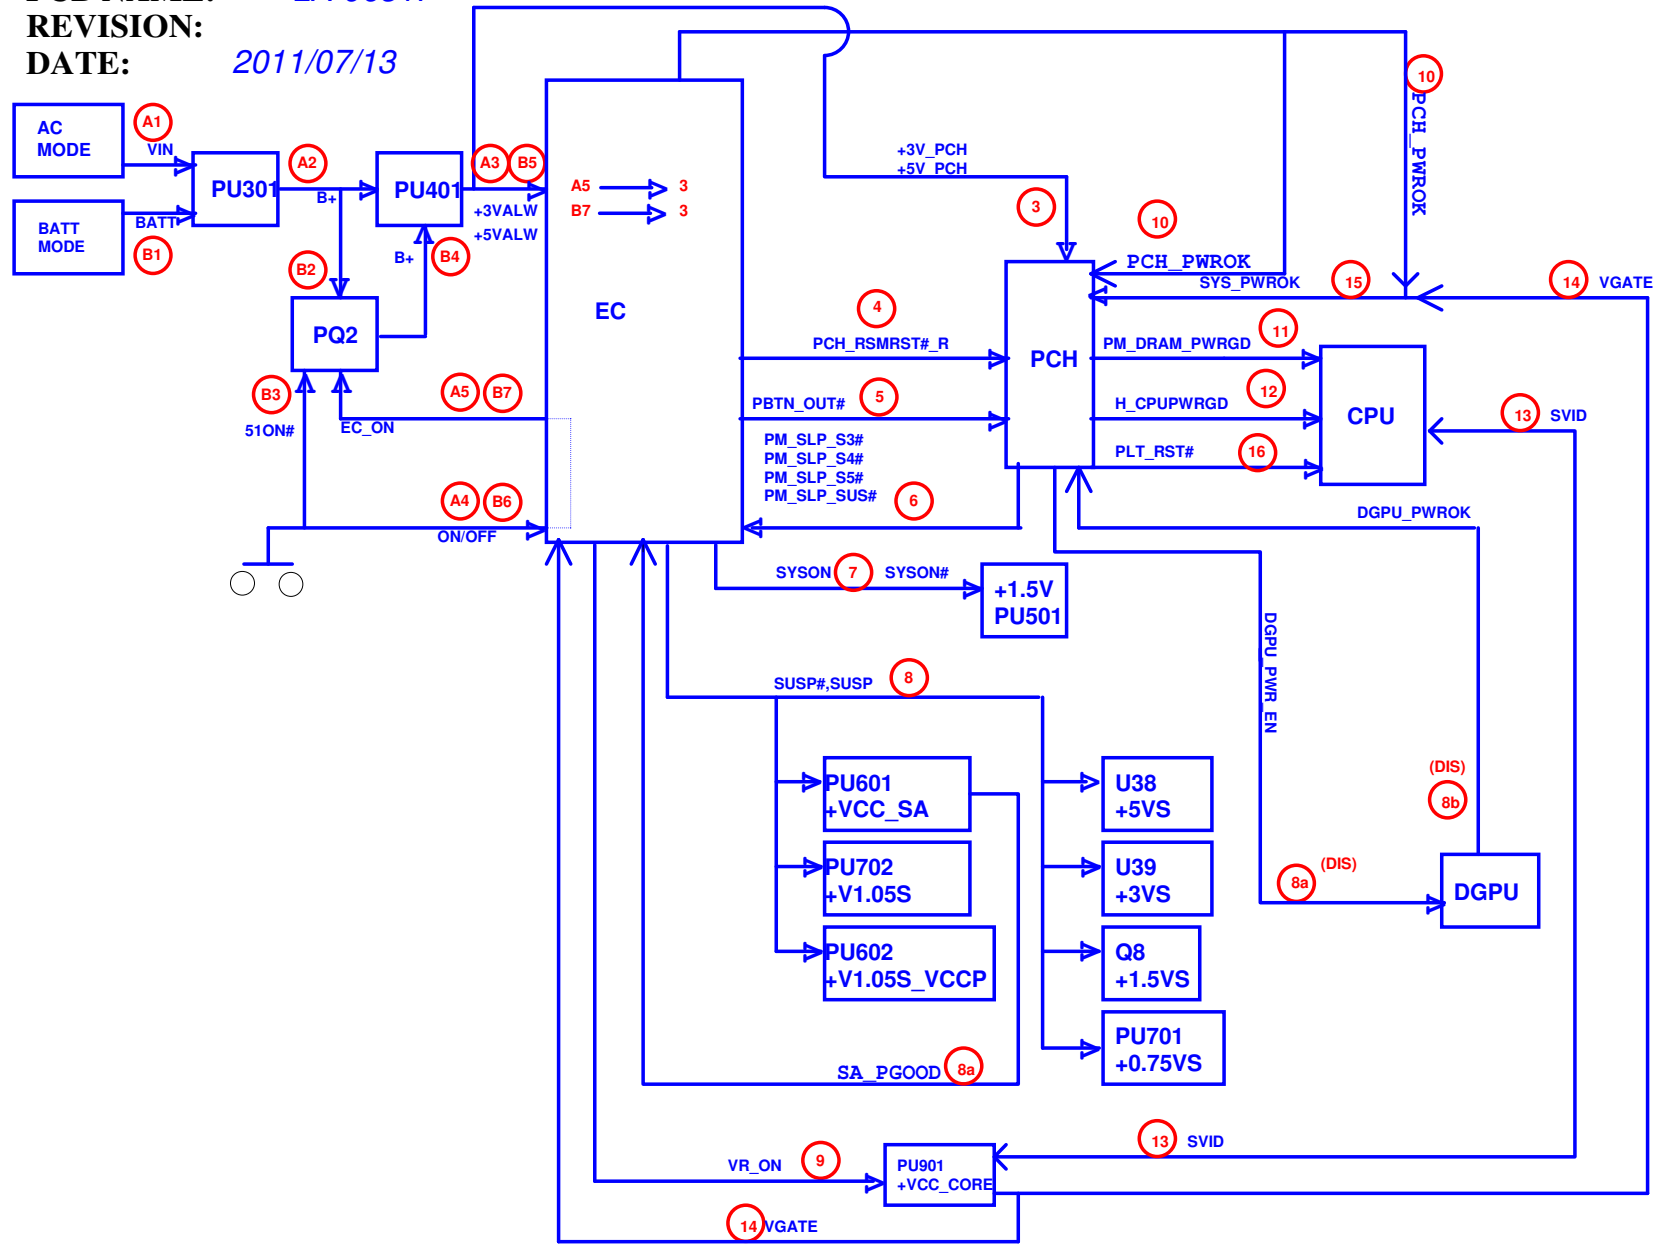 REVISION:
DATE: 2011/07/13
AC
MODE
A1
VIN
BATT
MODE
BATT
B1
PU301
A2
B+
PU401
A3
B5
+3VALW
+5VALW
B2
B+
B4
PQ2
B3
51ON#
A5
B7
EC_ON
A4
B6
ON/OFF
A5 3
B7 3
EC
+3V_PCH
+5V_PCH
3
10
PCH_PWROK
10
PCH_PWROK
SYS_PWROK
15
14
VGATE
4
PCH_RSMRST#_R
PCH
11
PM_DRAM_PWRGD
PBTN_OUT#
5
H_CPUPWRGD
12
CPU
13
SVID
PM_SLP_S3#
PM_SLP_S4#
PM_SLP_S5#
PM_SLP_SUS#
6
PLT_RST#
16
DGPU_PWROK
SYSON
7
SYSON#
+1.5V
PU501
DGPU_PWR_EN
SUSP#,SUSP
8
PU601
+VCC_SA
PU702
+V1.05S
PU602
+V1.05S_VCCP
U38
+5VS
U39
+3VS
Q8
+1.5VS
PU701
+0.75VS
(DIS)
8b
(DIS)
8a
DGPU
SA_PGOOD
8a
13
SVID
VR_ON
9
PU901
+VCC_CORE
14
VGATE